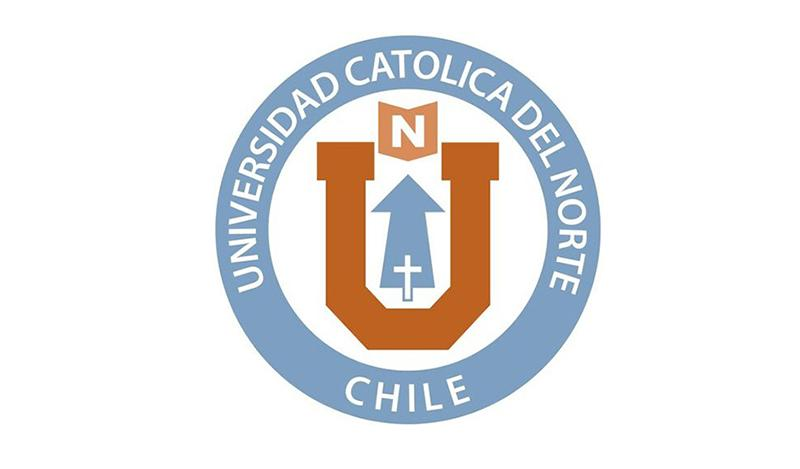 UNIVERSIDAD CATOLICA DEL NORTE
N
U
CHILE